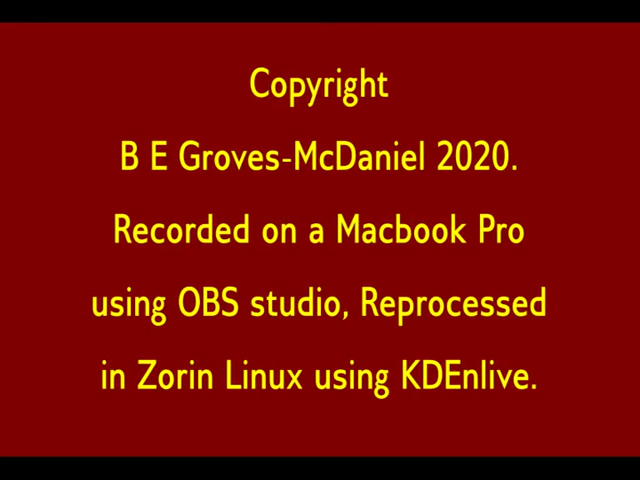 Copyright
B E Groves-McDaniel 2020.
Recorded on a Macbook Pro
using OBS studio, Reprocessed
in Zorin Linux using KDEnlive.